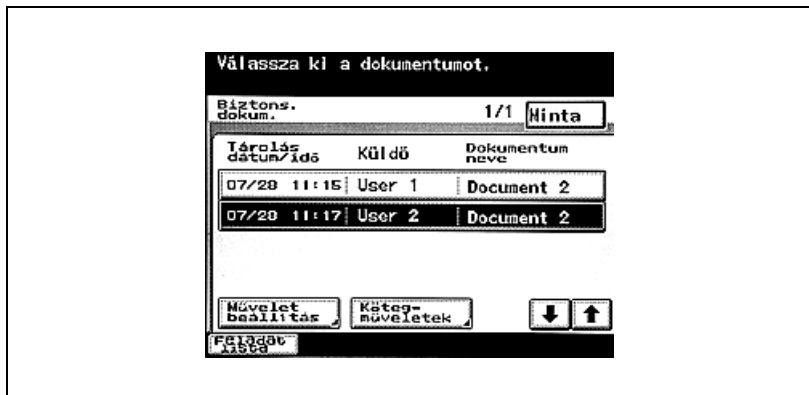 Válassza ki a dokumentumot.
Biztons.
dokum.
1/1 Minta
Tárolás
dátum/idő
Küldő
Dokumentum
neve
07/28 11:15 User 1 Document 2
07/28 11:17 User 2 Document 2
Művelet
beállítás
Köteg-
műveletek
Feladat
lista